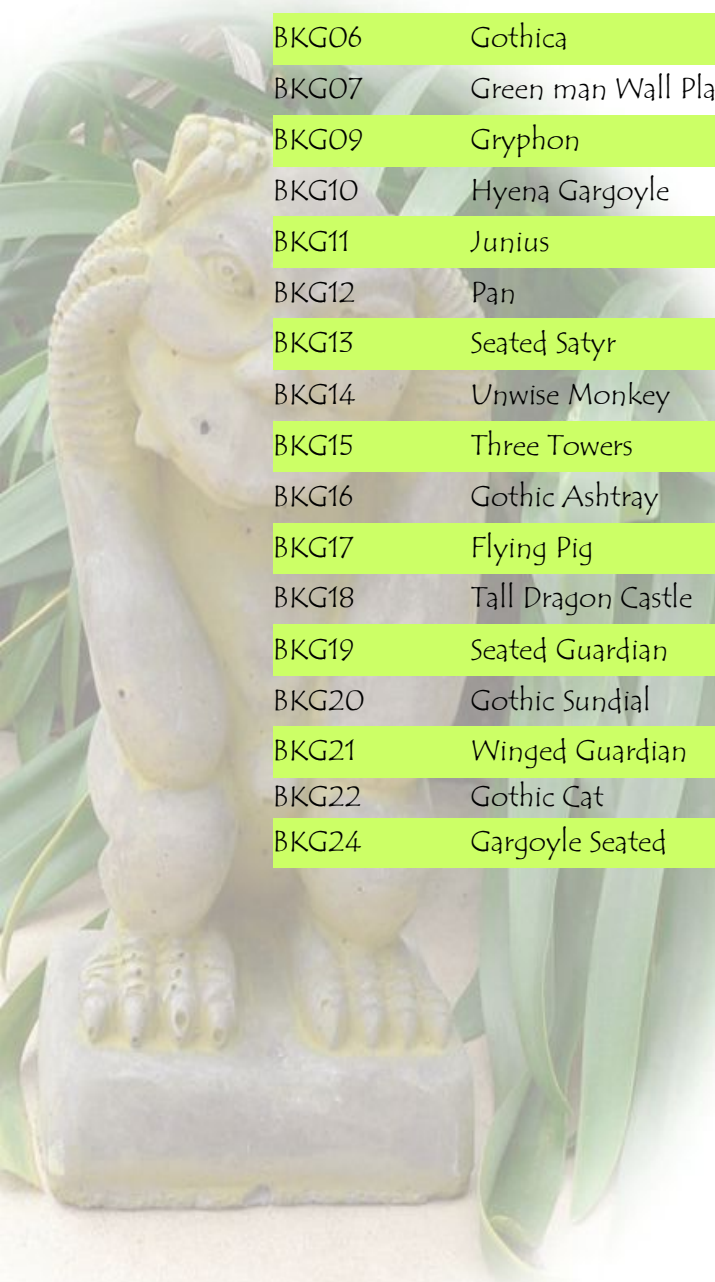 BKG06 Gothica
BKG07 Green man Wall Pla
BKG09 Gryphon
BKG10 Hyena Gargoyle
BKG11 Junius
BKG12 Pan
BKG13 Seated Satyr
BKG14 Unwise Monkey
BKG15 Three Towers
BKG16 Gothic Ashtray
BKG17 Flying Pig
BKG18 Tall Dragon Castle
BKG19 Seated Guardian
BKG20 Gothic Sundial
BKG21 Winged Guardian
BKG22 Gothic Cat
BKG24 Gargoyle Seated